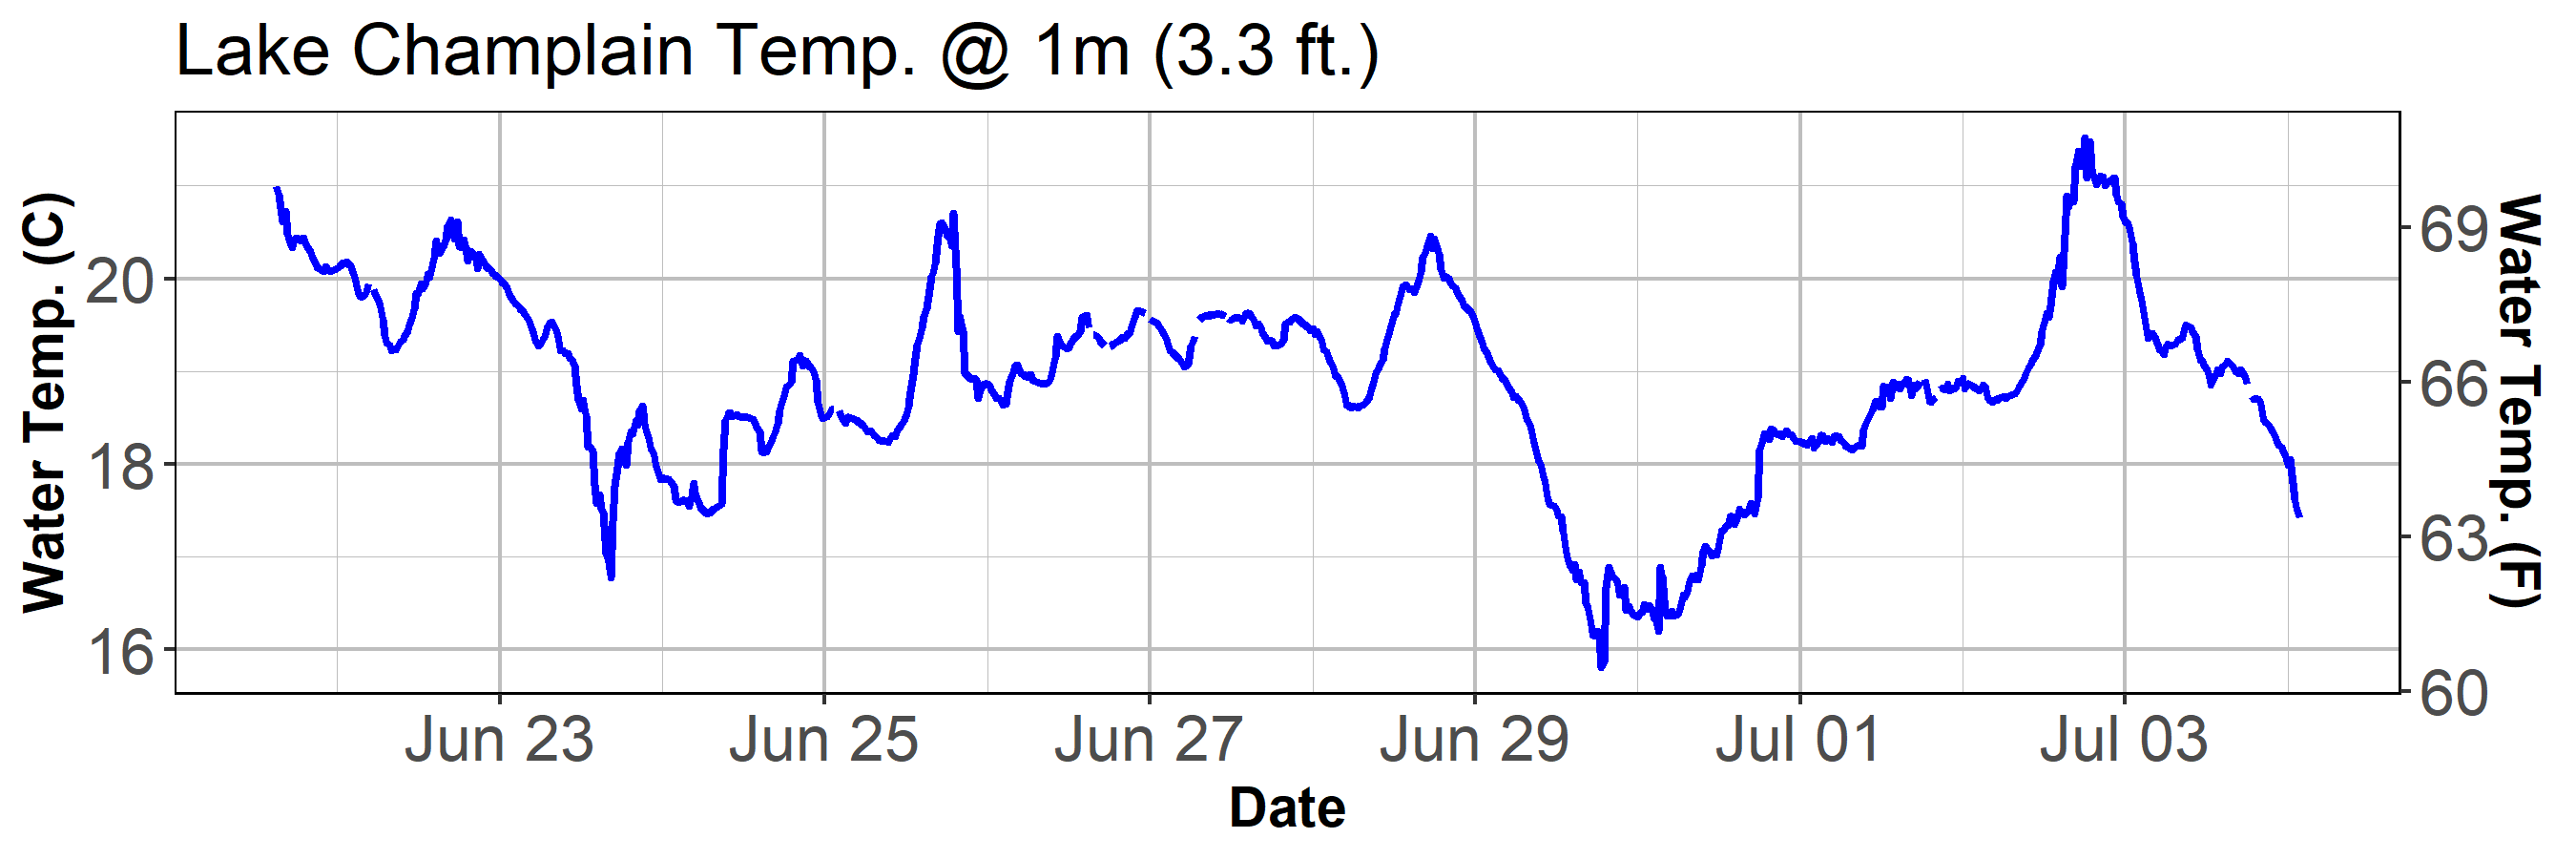 Lake Champlain Temp. @ 1m (3.3 ft.)
Water Temp. (C)
20
18
16
69
66
63
60
Water Temp. (F)
Jun 23 Jun 25 Jun 27 Jun 29 Jul 01 Jul 03
Date